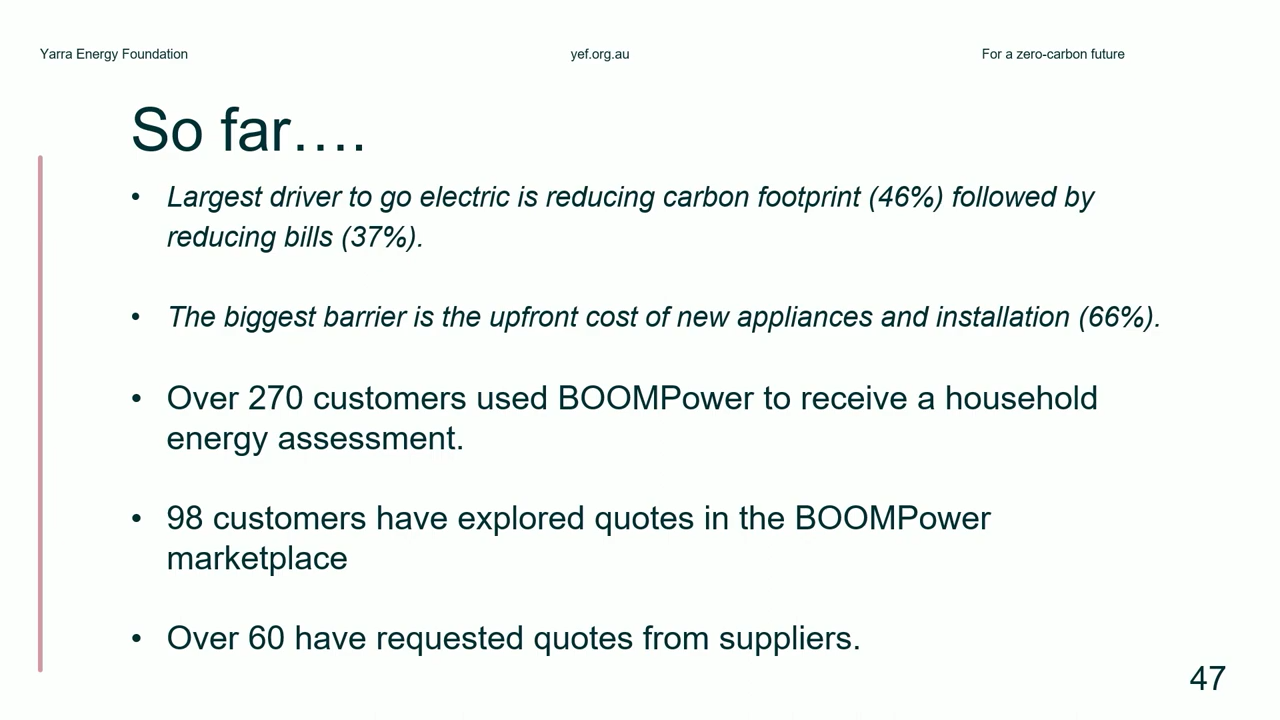 Yarra Energy Foundation
yef.org.au
For a zero-carbon future
So far….
• Largest driver to go electric is reducing carbon footprint (46%) followed by
reducing bills (37%).
• The biggest barrier is the upfront cost of new appliances and installation (66%).
• Over 270 customers used BOOMPower to receive a household
energy assessment.
• 98 customers have explored quotes in the BOOMPower
marketplace
• Over 60 have requested quotes from suppliers.
47